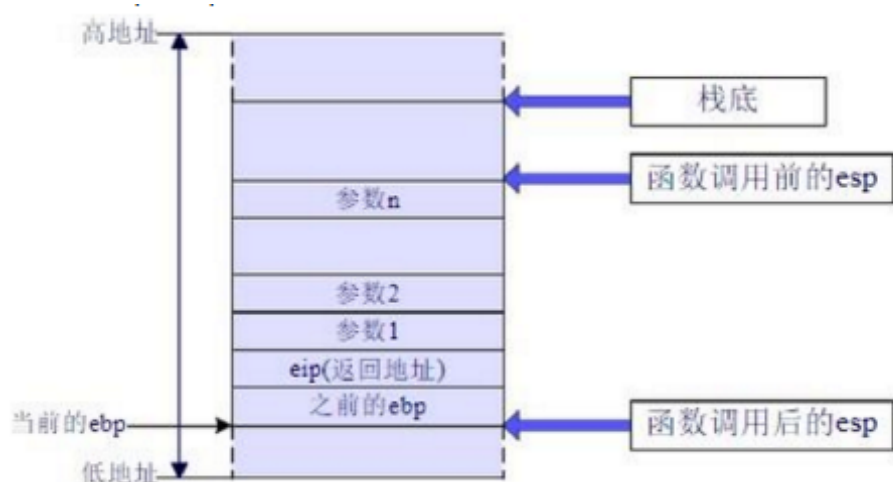 高地址
栈底
函数调用前的esp
参数n
参数2
参数1
eip(返回地址)
之前的ebp
当前的ebp
函数调用后的esp
低地址